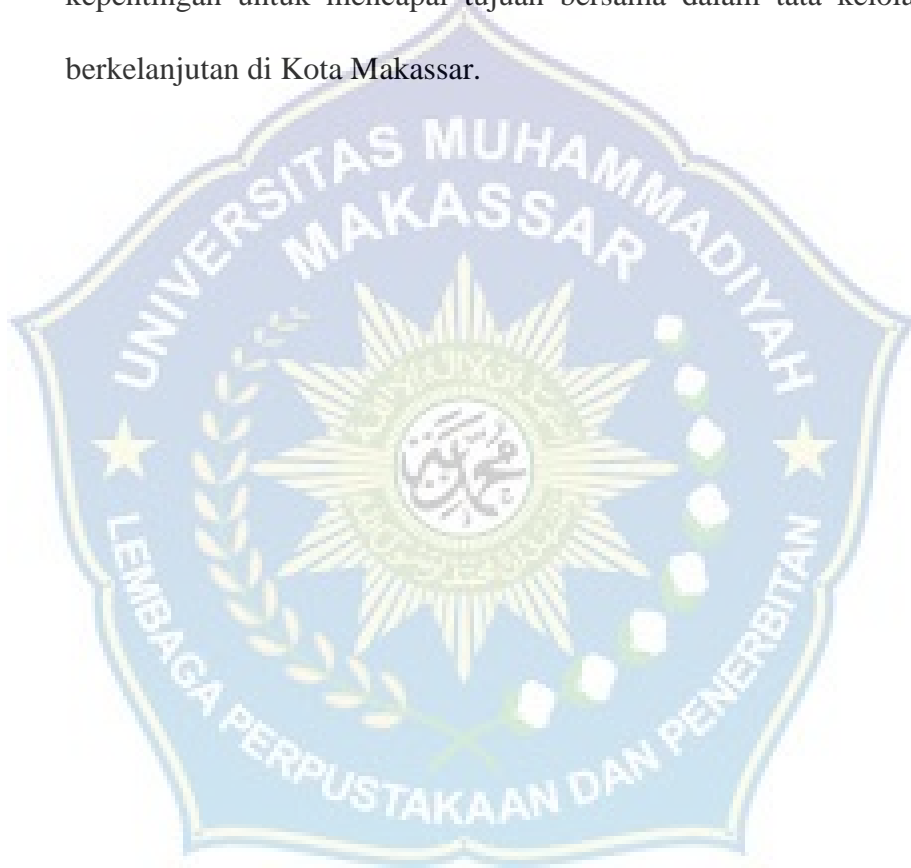 kepentingan untuk mencapai tujuan bersama dalam tata kelola
berkelanjutan di Kota Makassar.
UNIVERSITAS MUHAMMADIYAH
MAKASSAR
LEMBAGA PERPUSTAKAAN DAN PENERBITAN